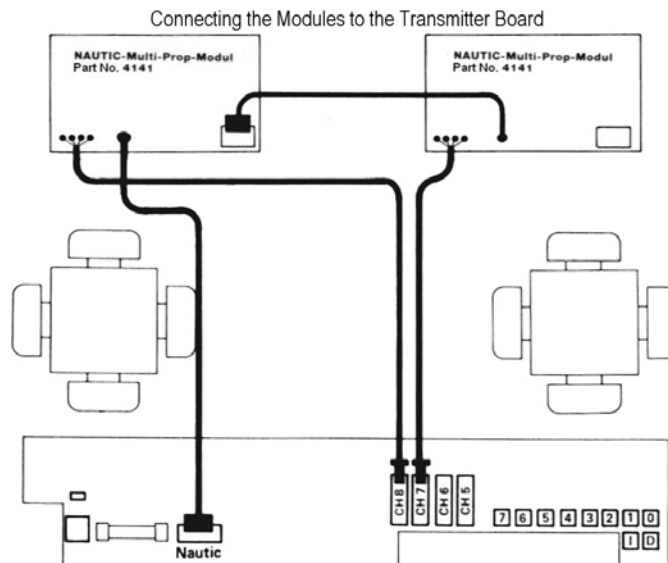 Connecting the Modules to the Transmitter Board
NAUTIC-Multi-Prop-Modul
Part No. 4141
NAUTIC-Multi-Prop-Modul
Part No. 4141
CH 8
CH 7
CH 6
CH 5
7 6 5 4 3 2 1 0
I D
Nautic